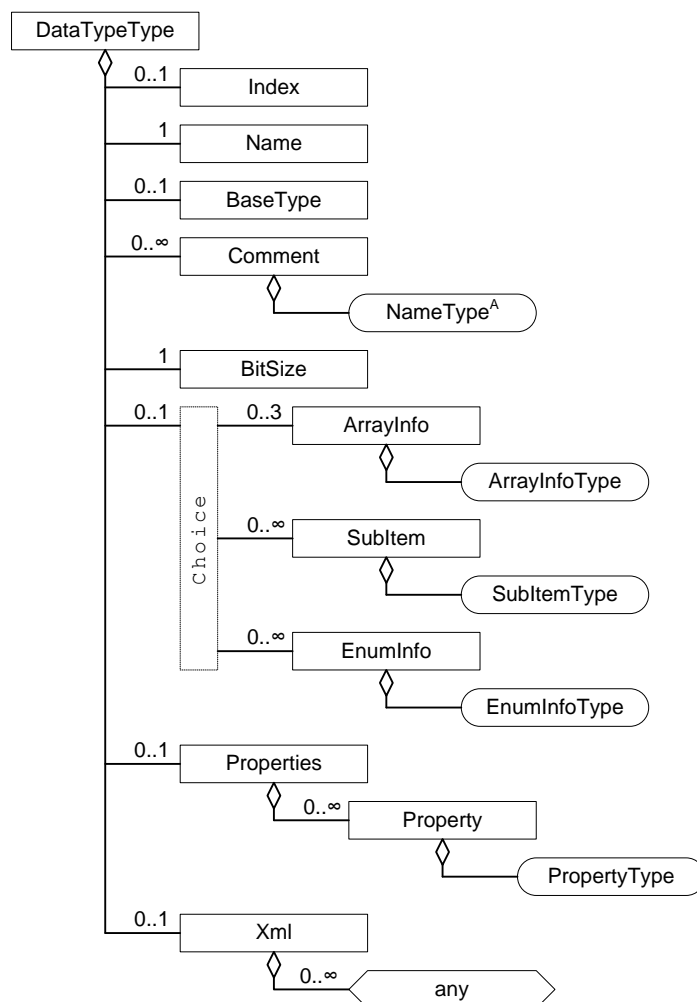 DataTypeType
0..1
Index
1
Name
0..1
BaseType
0..∞
Comment
NameTypeᴬ
1
BitSize
0..1
Choice
0..3
ArrayInfo
ArrayInfoType
0..∞
SubItem
SubItemType
0..∞
EnumInfo
EnumInfoType
0..1
Properties
0..∞
Property
PropertyType
0..1
Xml
0..∞
any